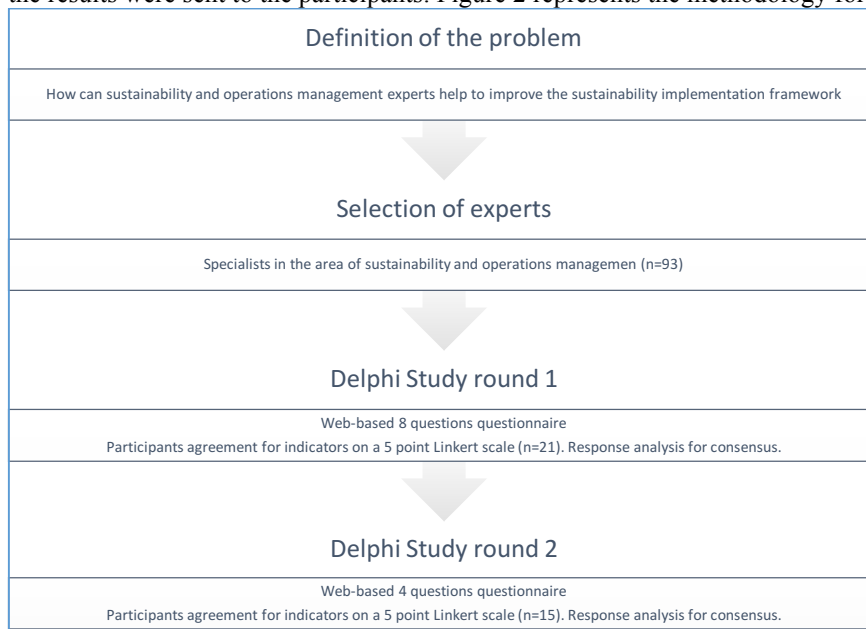 the results were sent to the participants. Figure 2 represents the methodology for
Definition of the problem
How can sustainability and operations management experts help to improve the sustainability implementation framework
Selection of experts
Specialists in the area of sustainability and operations managemen (n=93)
Delphi Study round 1
Web-based 8 questions questionnaire
Participants agreement for indicators on a 5 point Linkert scale (n=21). Response analysis for consensus.
Delphi Study round 2
Web-based 4 questions questionnaire
Participants agreement for indicators on a 5 point Linkert scale (n=15). Response analysis for consensus.